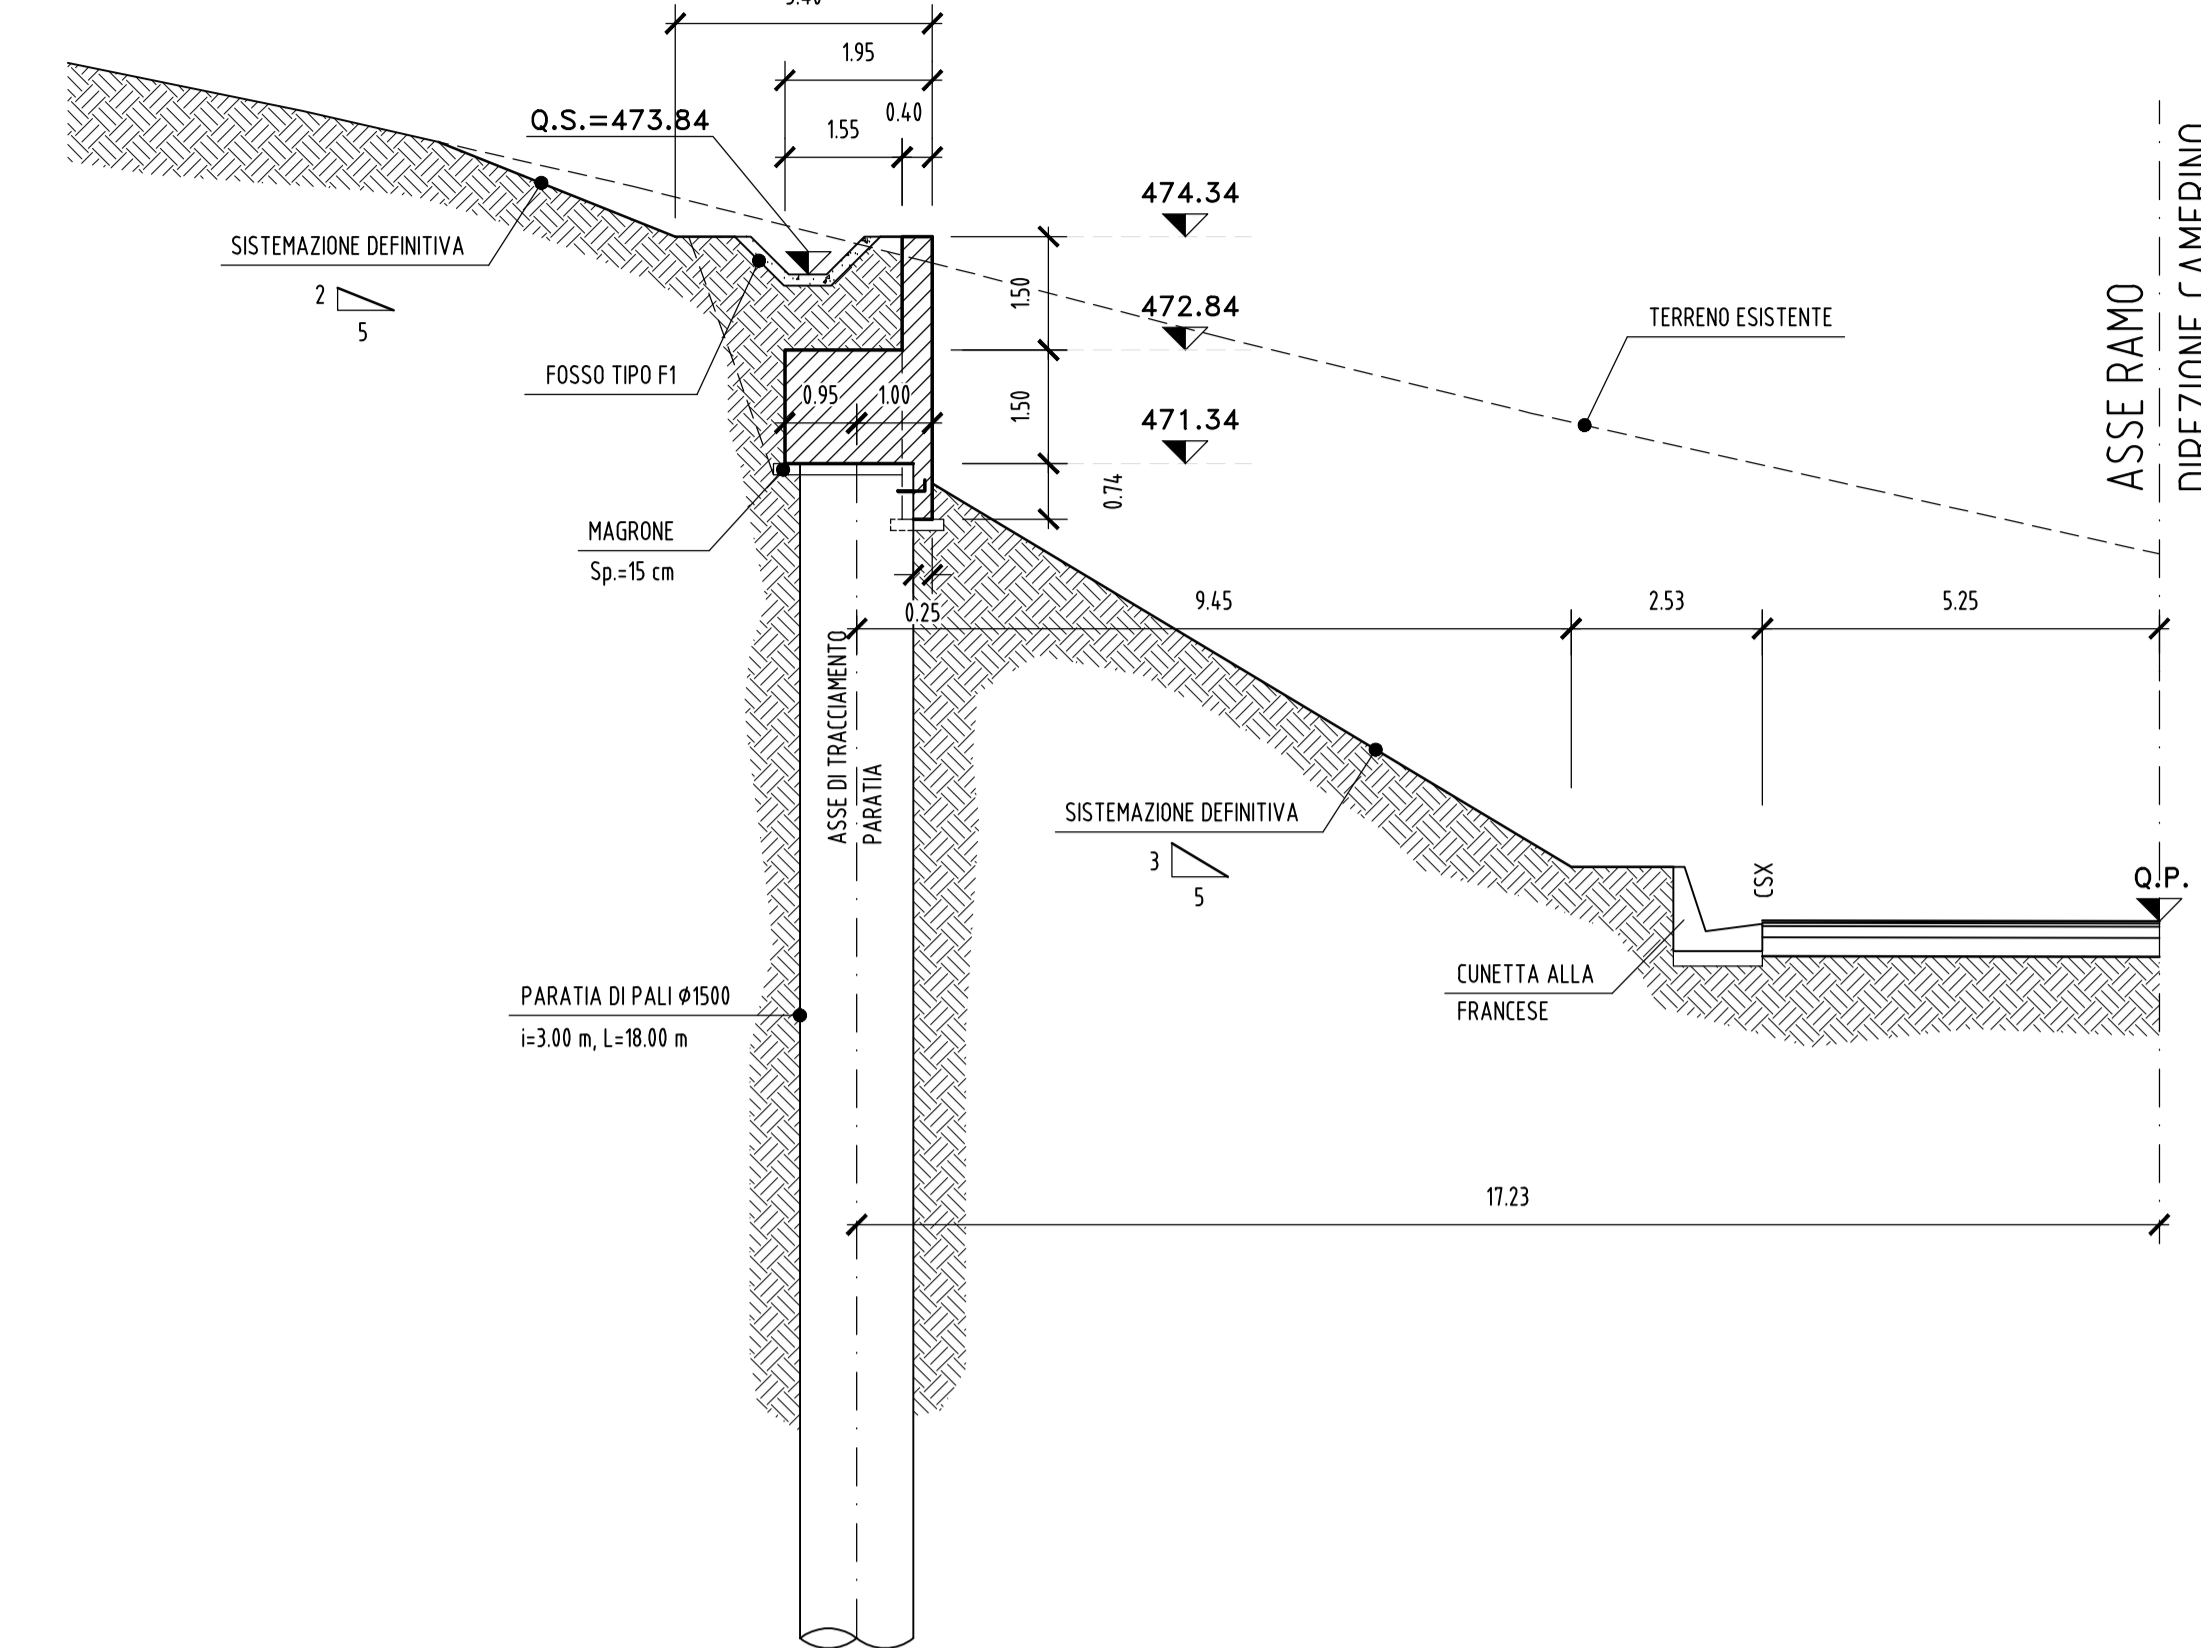 1.95
0.40
1.55
Q.S.=473.84
474.34
SISTEMAZIONE DEFINITIVA
2
5
1.50
472.84
TERRENO ESISTENTE
ASSE RAMO
DIREZIONE CAMERINO
FOSSO TIPO F1
0.95
1.00
1.50
471.34
0.74
MAGRONE
Sp.=15 cm
0.25
9.45
2.53
5.25
ASSE DI TRACCIAMENTO
PARATIA
SISTEMAZIONE DEFINITIVA
3
5
CSX
Q.P.
CUNETTA ALLA
FRANCESE
PARATIA DI PALI Φ1500
i=3.00 m, L=18.00 m
17.23